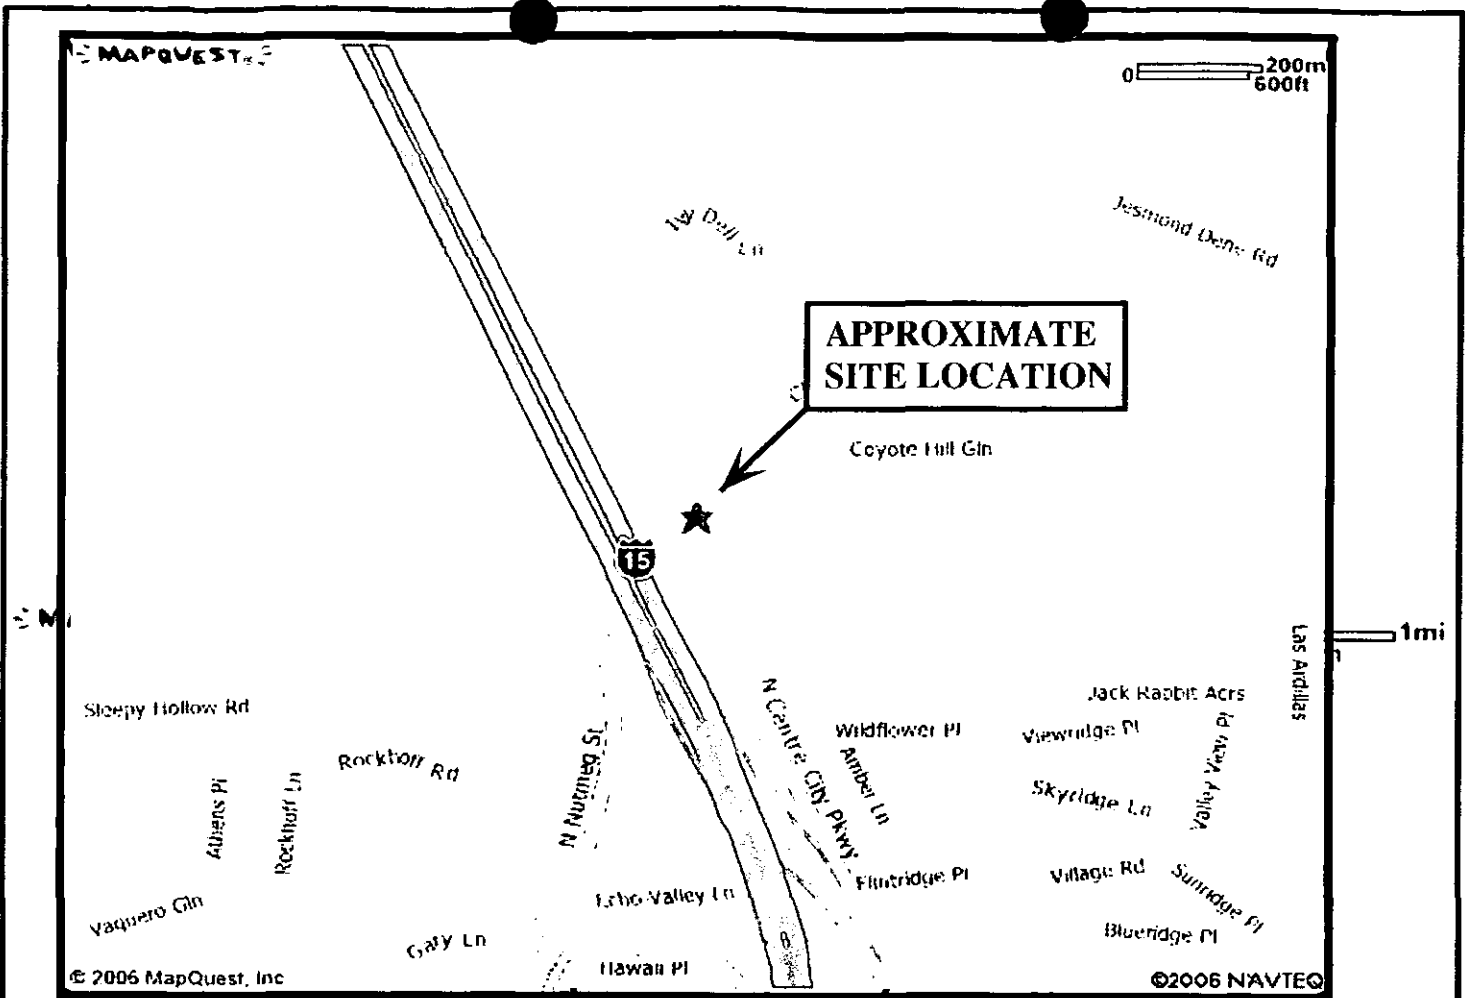 MAPQUEST
0 200m
600ft
Jesmond Dene Rd
Ivy Dell Ln
APPROXIMATE
SITE LOCATION
Coyote Hill Gln
15
M
1mi
Las Ardillas
Jack Rabbit Acrs
Sleepy Hollow Rd
N Centre City Pkwy
Wildflower Pl
Viewridge Pl
Valley View Pl
N Nutmeg St
Rockhoff Rd
Amber Ln
Athens Pl
Rockhoff Ln
Skyridge Ln
Flintridge Pl
Village Rd
Sunridge Pl
Echo Valley Ln
Vaquero Gln
Blueridge Pl
Gary Ln
Hawaii Pl
© 2006 MapQuest, Inc
©2006 NAVTEQ